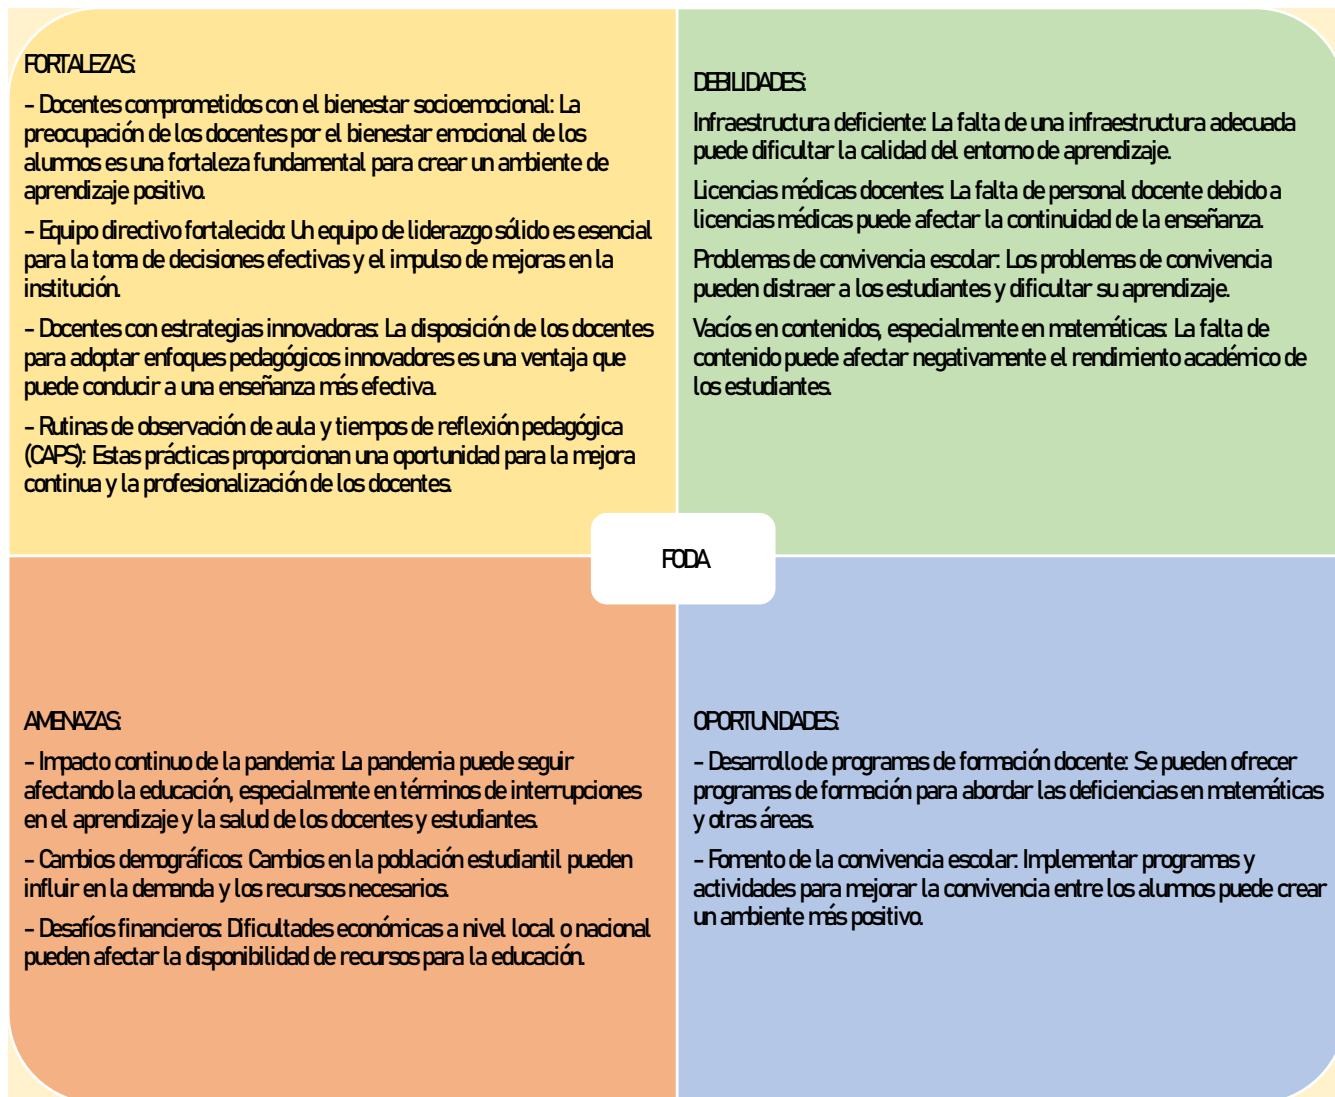 FORTALEZAS:
- Docentes comprometidos con el bienestar socioemocional: La
preocupación de los docentes por el bienestar emocional de los
alumnos es una fortaleza fundamental para crear un ambiente de
aprendizaje positivo.
- Equipo directivo fortalecido: Un equipo de liderazgo sólido es esencial
para la toma de decisiones efectivas y el impulso de mejoras en la
institución.
- Docentes con estrategias innovadoras: La disposición de los docentes
para adoptar enfoques pedagógicos innovadores es una ventaja que
puede conducir a una enseñanza más efectiva.
- Rutinas de observación de aula y tiempos de reflexión pedagógica
(CAPS): Estas prácticas proporcionan una oportunidad para la mejora
continua y la profesionalización de los docentes.
DEBILIDADES:
Infraestructura deficiente: La falta de una infraestructura adecuada
puede dificultar la calidad del entorno de aprendizaje.
Licencias médicas docentes: La falta de personal docente debido a
licencias médicas puede afectar la continuidad de la enseñanza.
Problemas de convivencia escolar: Los problemas de convivencia
pueden distraer a los estudiantes y dificultar su aprendizaje.
Vacíos en contenidos, especialmente en matemáticas: La falta de
contenido puede afectar negativamente el rendimiento académico de
los estudiantes.
FODA
AMENAZAS:
- Impacto continuo de la pandemia: La pandemia puede seguir
afectando la educación, especialmente en términos de interrupciones
en el aprendizaje y la salud de los docentes y estudiantes.
- Cambios demográficos: Cambios en la población estudiantil pueden
influir en la demanda y los recursos necesarios.
- Desafíos financieros: Dificultades económicas a nivel local o nacional
pueden afectar la disponibilidad de recursos para la educación.
OPORTUNIDADES:
- Desarrollo de programas de formación docente: Se pueden ofrecer
programas de formación para abordar las deficiencias en matemáticas
y otras áreas.
- Fomento de la convivencia escolar: Implementar programas y
actividades para mejorar la convivencia entre los alumnos puede crear
un ambiente más positivo.